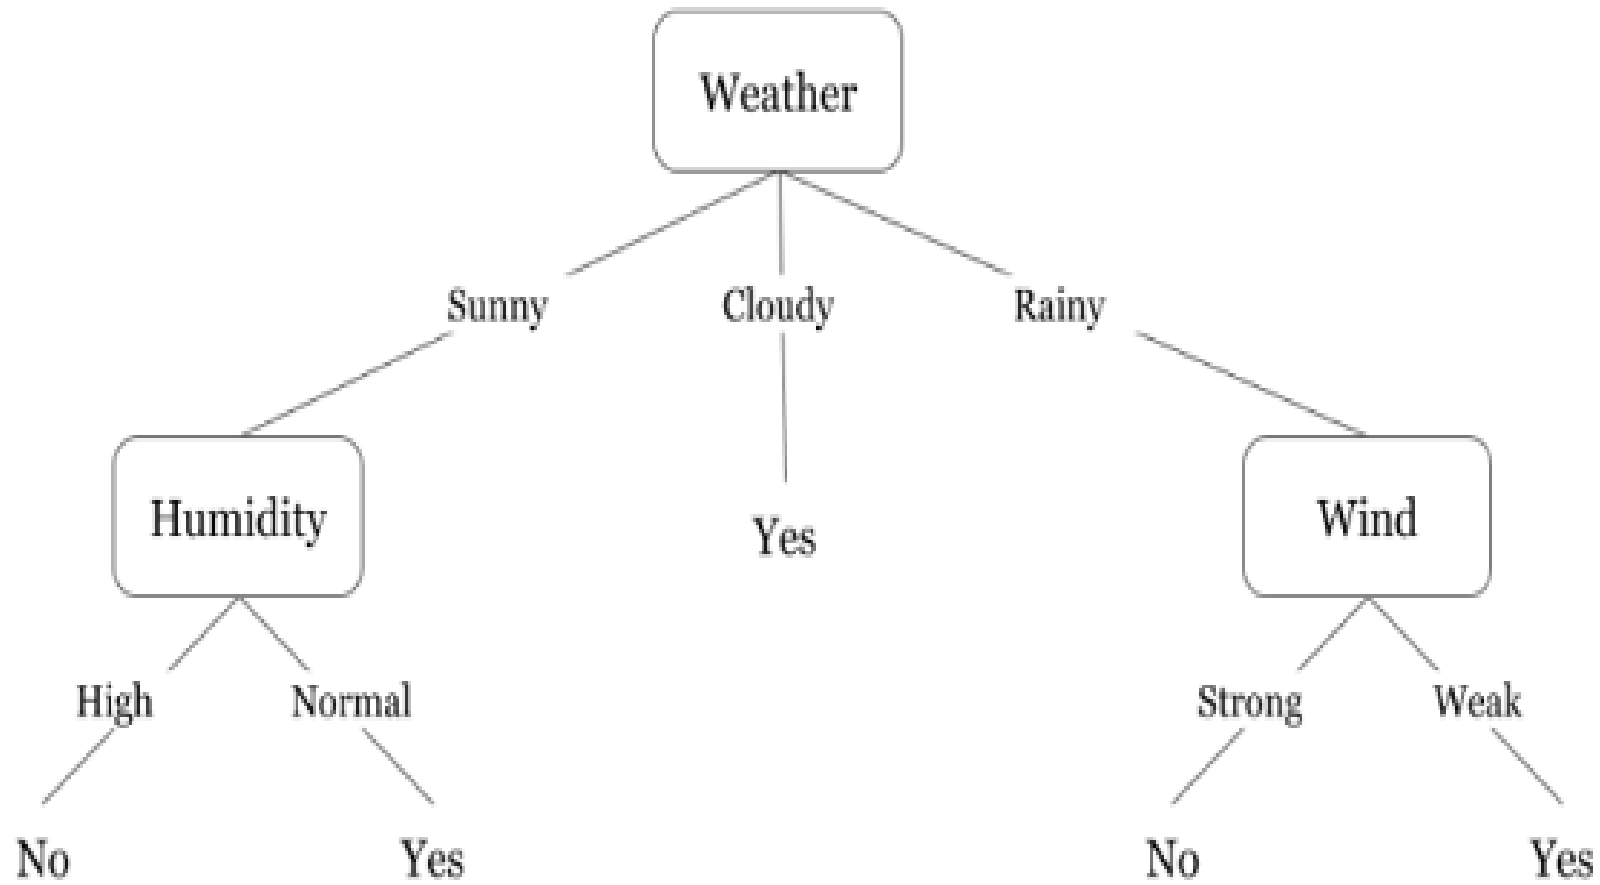 Weather
Sunny Cloudy Rainy
Humidity
Yes
Wind
High Normal
Strong Weak
No Yes
No Yes